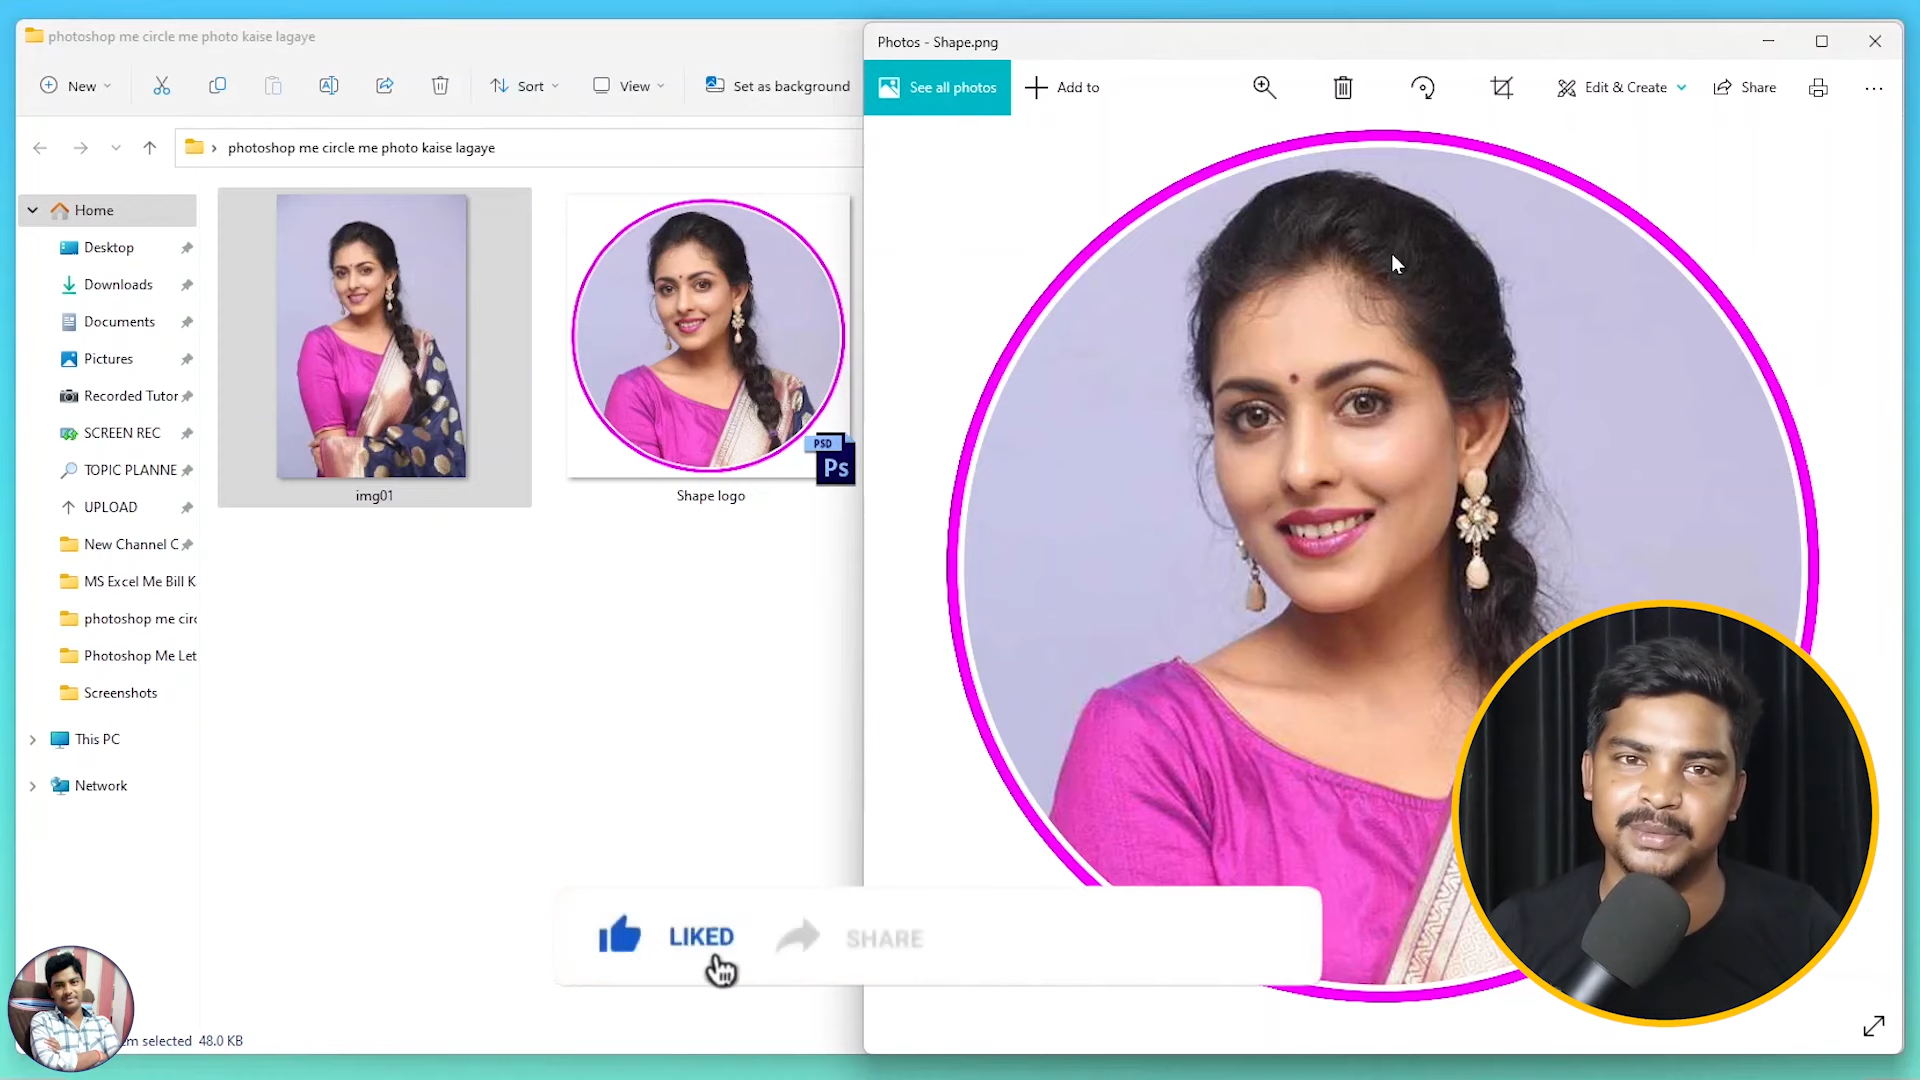 photoshop me circle me photo kaise lagaye
New
Sort
View
Set as background
photoshop me circle me photo kaise lagaye
Home
Desktop
Downloads
Documents
Pictures
Recorded Tutor
SCREEN REC
TOPIC PLANNE
UPLOAD
New Channel C
MS Excel Me Bill K
photoshop me circ
Photoshop Me Let
Screenshots
This PC
Network
img01
PSD
Ps
Shape logo
m selected 48.0 KB
Photos - Shape.png
See all photos
Add to
Edit & Create
Share
LIKED
SHARE